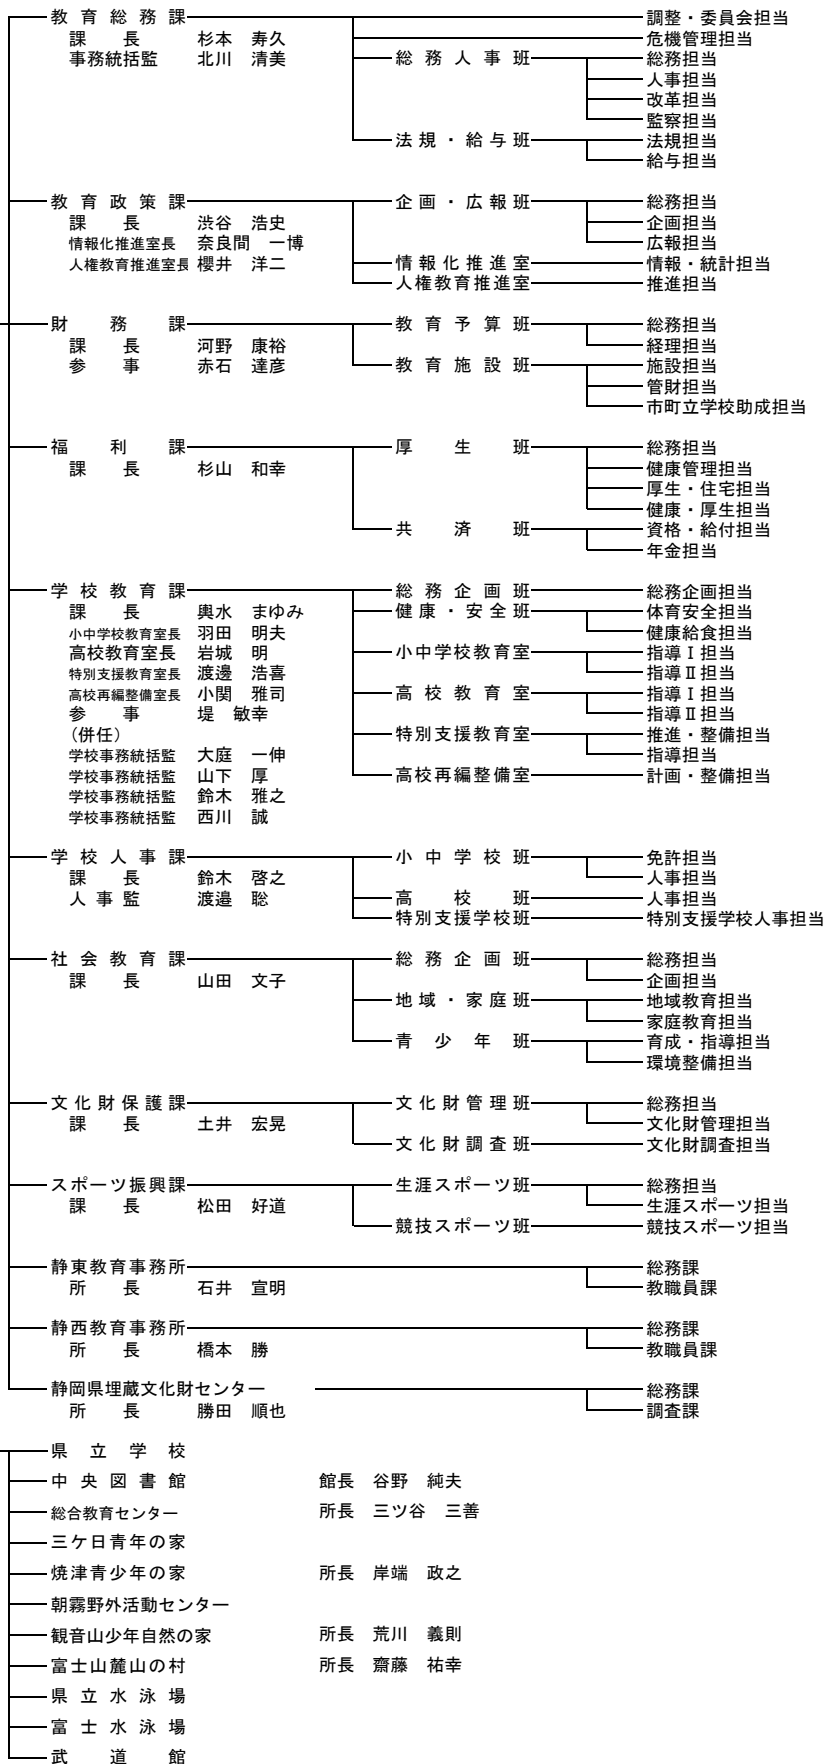 教育総務課 調整・委員会担当
課長 杉本 寿久 危機管理担当
事務統括監 北川 清美 総務人事班 総務担当
人事担当
改革担当
監察担当
法規・給与班 法規担当
給与担当
教育政策課 企画・広報班 総務担当
課長 渋谷 浩史 企画担当
情報化推進室長 奈良間 一博 広報担当
人権教育推進室長 櫻井 洋二 情報化推進室 情報・統計担当
人権教育推進室 推進担当
財務課 教育予算班 総務担当
課長 河野 康裕 経理担当
参事 赤石 達彦 教育施設班 施設担当
管財担当
市町立学校助成担当
福利課 厚生班 総務担当
課長 杉山 和幸 健康管理担当
厚生・住宅担当
健康・厚生担当
共済班 資格・給付担当
年金担当
学校教育課 総務企画班 総務企画担当
課長 輿水 まゆみ 健康・安全班 体育安全担当
小中学校教育室長 羽田 明夫 健康給食担当
高校教育室長 岩城 明 小中学校教育室 指導Ⅰ担当
特別支援教育室長 渡邊 浩喜 指導Ⅱ担当
高校再編整備室長 小関 雅司 高校教育室 指導Ⅰ担当
参事 堤 敏幸 指導Ⅱ担当
(併任) 特別支援教育室 推進・整備担当
学校事務統括監 大庭 一伸 指導担当
学校事務統括監 山下 厚 高校再編整備室 計画・整備担当
学校事務統括監 鈴木 雅之
学校事務統括監 西川 誠
学校人事課 小中学校班 免許担当
課長 鈴木 啓之 人事担当
人事監 渡邉 聡 高校班 人事担当
特別支援学校班 特別支援学校人事担当
社会教育課 総務企画班 総務担当
課長 山田 文子 企画担当
地域・家庭班 地域教育担当
家庭教育担当
青少年班 育成・指導担当
環境整備担当
文化財保護課 文化財管理班 総務担当
課長 土井 宏晃 文化財管理担当
文化財調査班 文化財調査担当
スポーツ振興課 生涯スポーツ班 総務担当
課長 松田 好道 生涯スポーツ担当
競技スポーツ班 競技スポーツ担当
静東教育事務所 総務課
所長 石井 宣明 教職員課
静西教育事務所 総務課
所長 橋本 勝 教職員課
静岡県埋蔵文化財センター 総務課
所長 勝田 順也 調査課
県立学校
中央図書館 館長 谷野 純夫
総合教育センター 所長 三ツ谷 三善
三ケ日青年の家
焼津青少年の家 所長 岸端 政之
朝霧野外活動センター
観音山少年自然の家 所長 荒川 義則
富士山麓山の村 所長 齋藤 祐幸
県立水泳場
富士水泳場
武道館